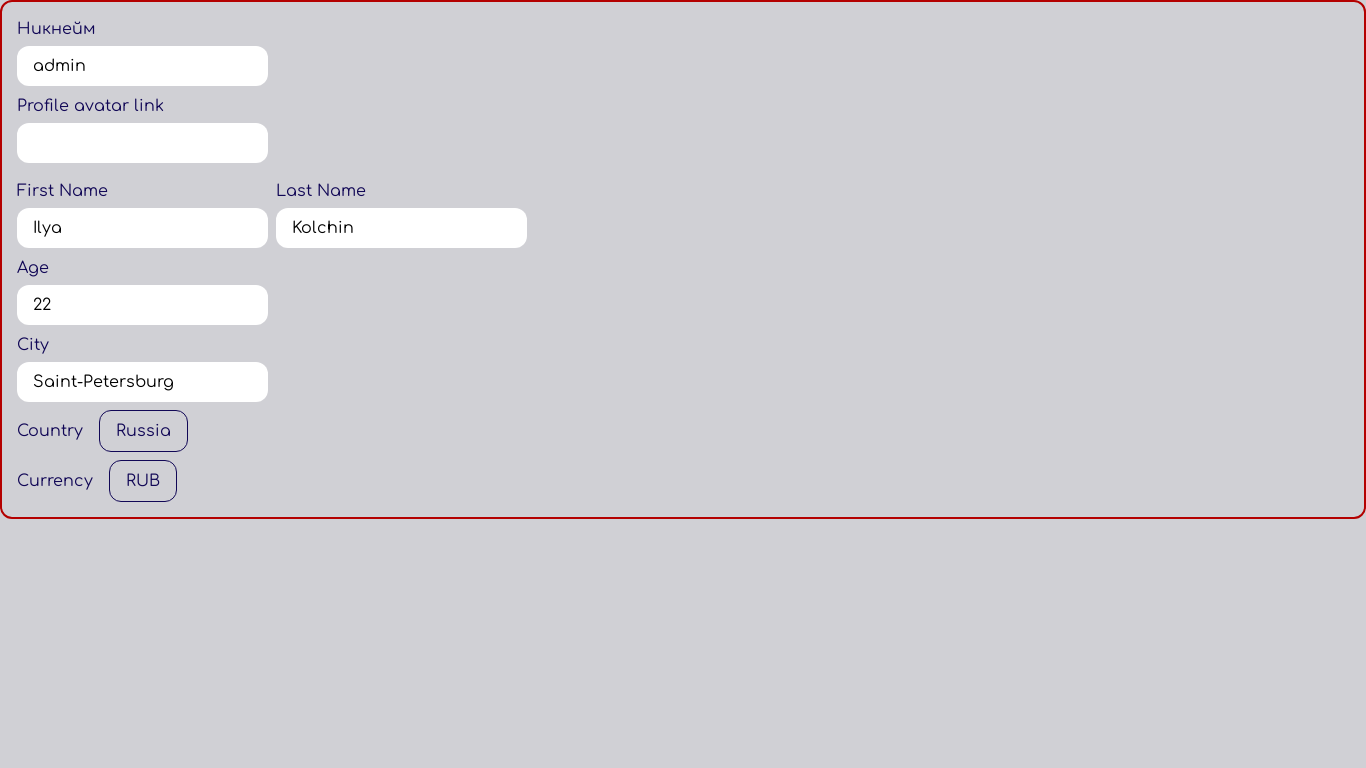 Никнейм
admin
Profile avatar link
First Name Last Name
Ilya Kolchin
Age
22
City
Saint-Petersburg
Country Russia
Currency RUB